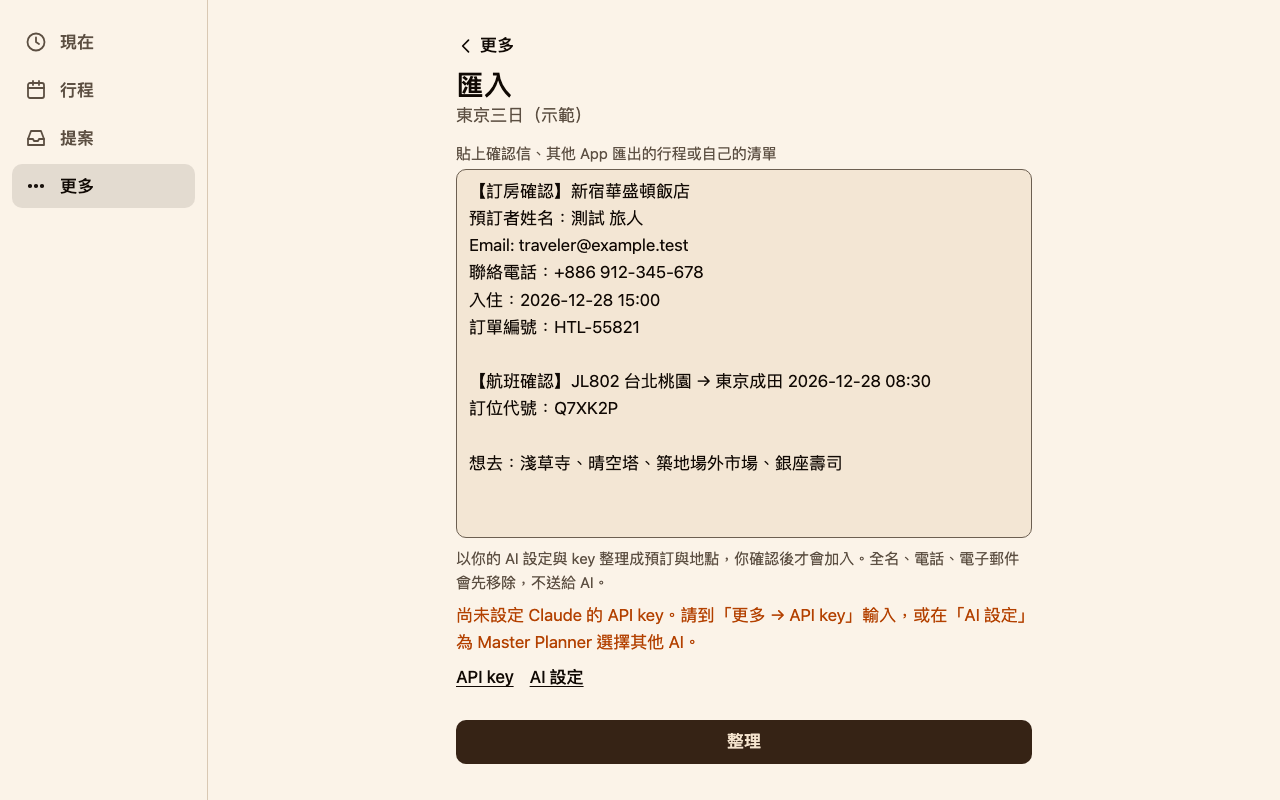 現在
行程
提案
更多
更多
匯入
東京三日（示範）
貼上確認信、其他 App 匯出的行程或自己的清單
【訂房確認】新宿華盛頓飯店
預訂者姓名：測試 旅人
Email: traveler@example.test
聯絡電話：+886 912-345-678
入住：2026-12-28 15:00
訂單編號：HTL-55821
【航班確認】JL802 台北桃園 → 東京成田 2026-12-28 08:30
訂位代號：Q7XK2P
想去：淺草寺、晴空塔、築地場外市場、銀座壽司
以你的 AI 設定與 key 整理成預訂與地點，你確認後才會加入。全名、電話、電子郵件
會先移除，不送給 AI。
尚未設定 Claude 的 API key。請到「更多 → API key」輸入，或在「AI 設定」
為 Master Planner 選擇其他 AI。
API key AI 設定
整理